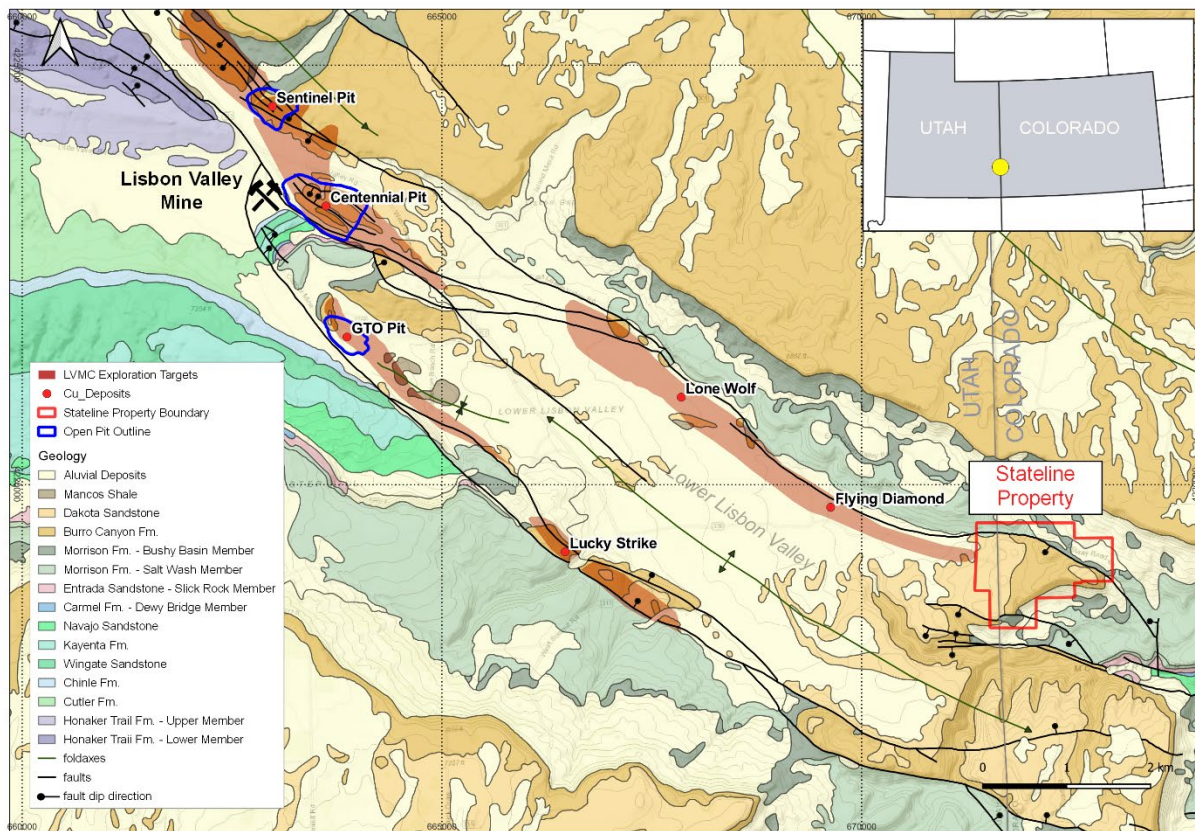 660000
665000
670000
Sentinel Pit
UTAH
COLORADO
Lisbon Valley
Mine
Centennial Pit
GTO Pit
UTAH
COLORADO
Lone Wolf
LOWER LISBON VALLEY
Lower Lisbon Valley
Flying Diamond
Stateline
Property
Lucky Strike
LVMC Exploration Targets
Cu_Deposits
Stateline Property Boundary
Open Pit Outline
Geology
Aluvial Deposits
Mancos Shale
Dakota Sandstone
Burro Canyon Fm.
Morrison Fm. - Bushy Basin Member
Morrison Fm. - Salt Wash Member
Entrada Sandstone - Slick Rock Member
Carmel Fm. - Dewy Bridge Member
Navajo Sandstone
Kayenta Fm.
Wingate Sandstone
Chinle Fm.
Cutler Fm.
Honaker Trail Fm. - Upper Member
Honaker Trail Fm. - Lower Member
foldaxes
faults
fault dip direction
0 1 2 km
660000
665000
670000